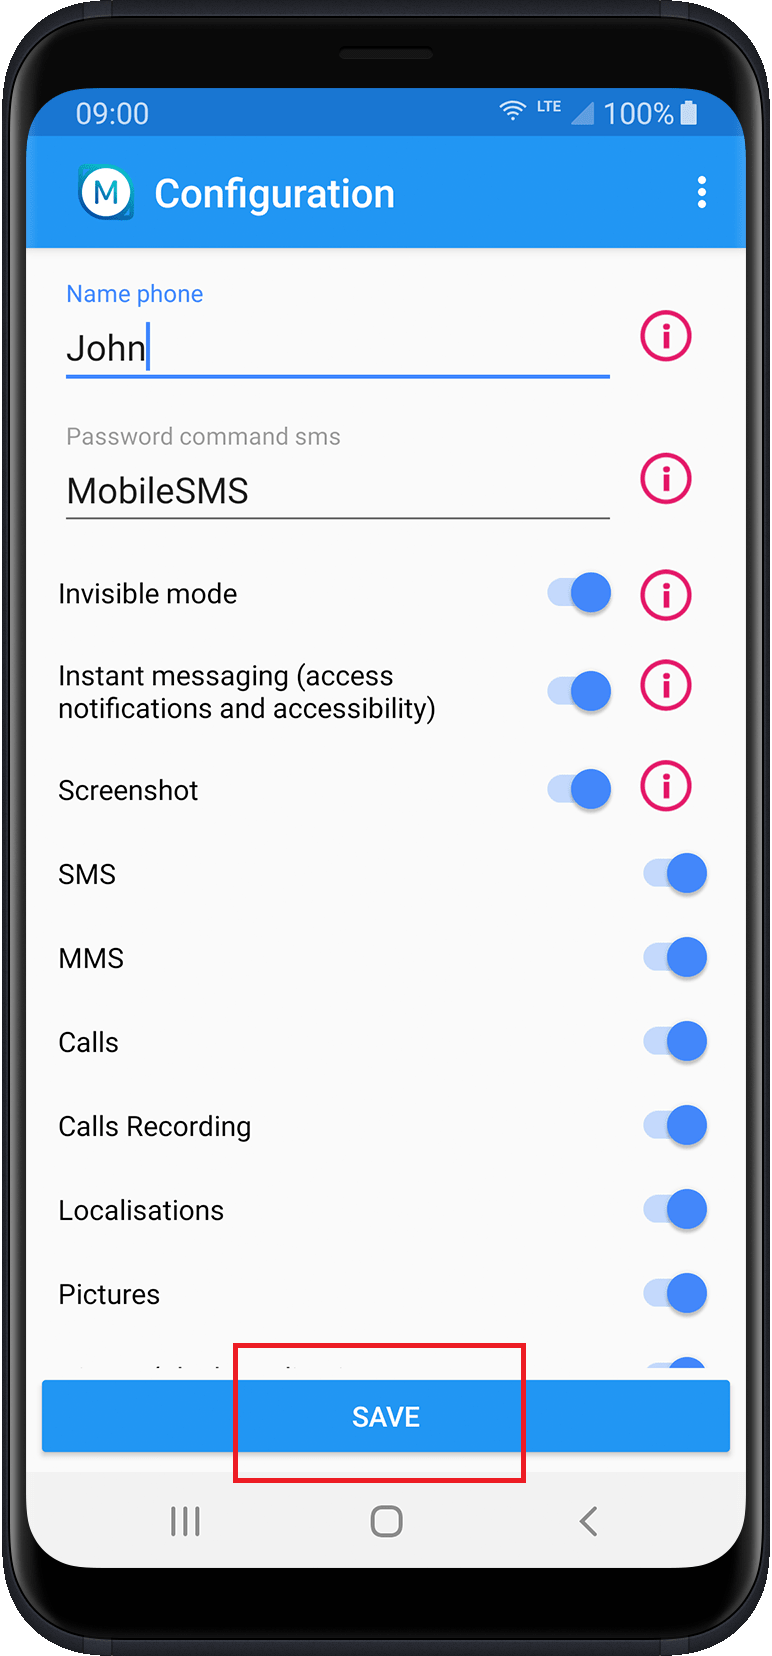 09:00 LTE 100%
M Configuration
Name phone
John
Password command sms
MobileSMS
Invisible mode
Instant messaging (access
notifications and accessibility)
Screenshot
SMS
MMS
Calls
Calls Recording
Localisations
Pictures
SAVE